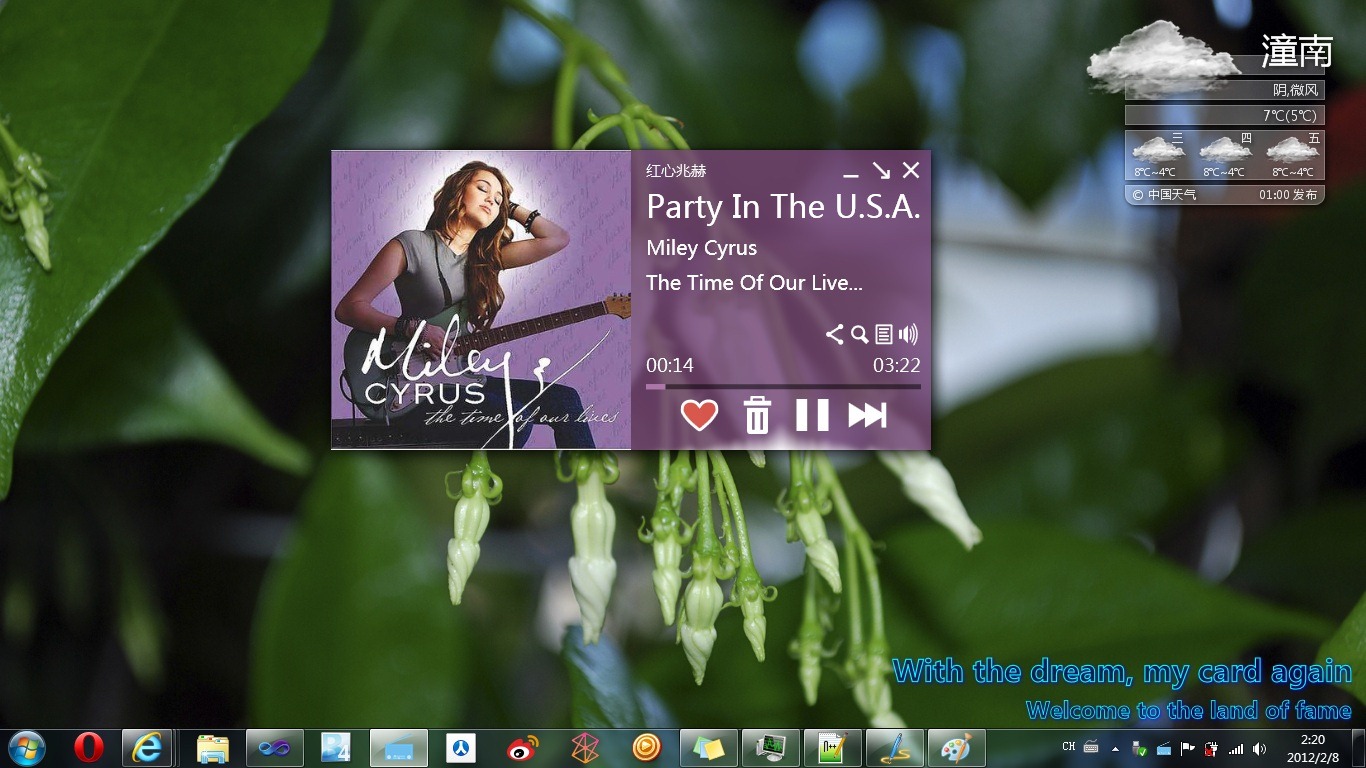 潼南
阴,微风
7℃(5℃)
三 四 五
8℃~4℃ 8℃~4℃ 8℃~4℃
© 中国天气 01:00 发布
红心兆赫
Party In The U.S.A.
Miley Cyrus
The Time Of Our Live...
00:14 03:22
Miley
CYRUS
the time of our lives
With the dream, my card again
Welcome to the land of fame
CH
2:20
2012/2/8